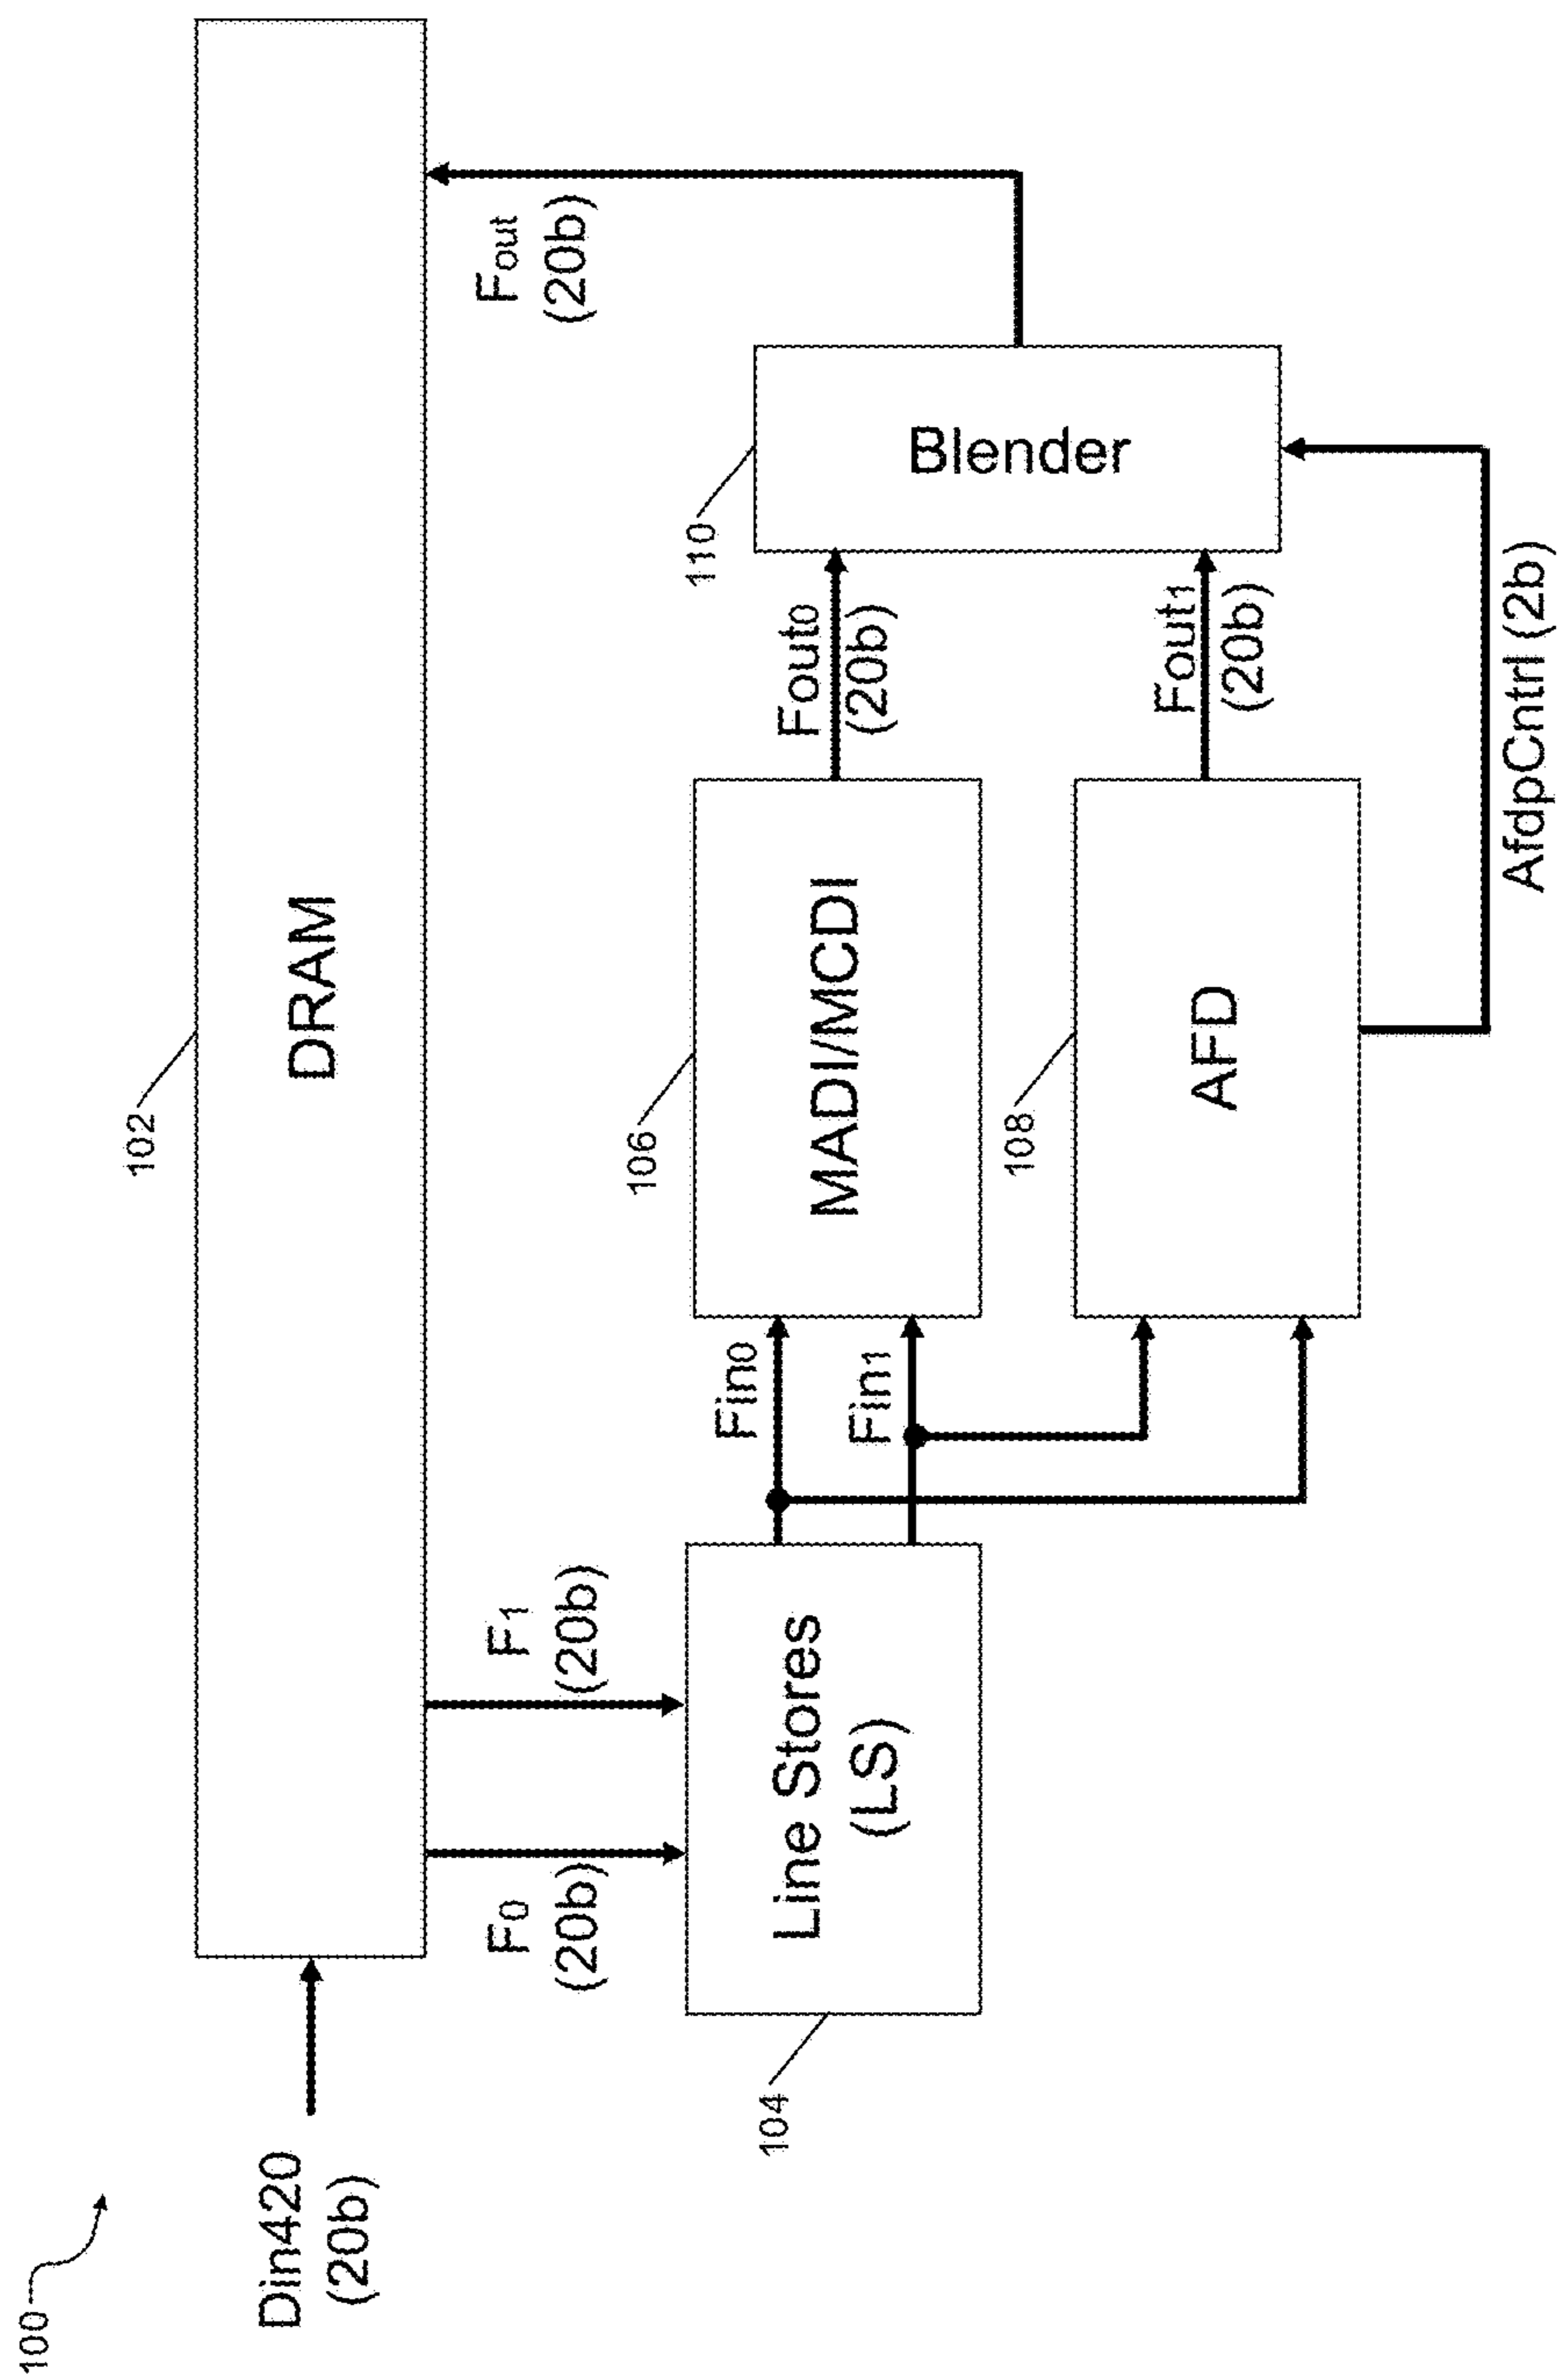 100
Din420
(20b)
102
DRAM
F0
(20b)
F1
(20b)
Fout
(20b)
104
Line Stores
(LS)
Fin0
Fin1
106
MADI/MCDI
108
AFD
Fout0
(20b)
Fout1
(20b)
110
Blender
AfdpCntrl (2b)